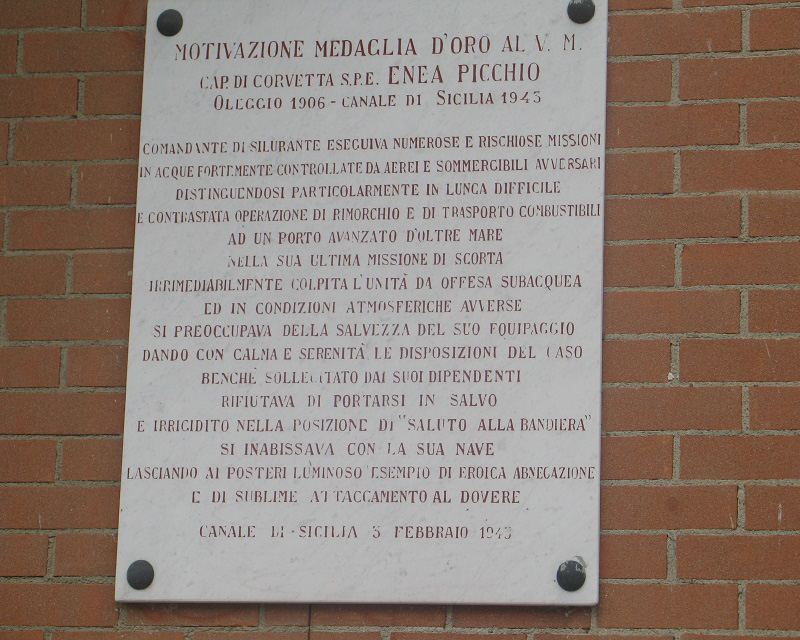 MOTIVAZIONE MEDAGLIA D'ORO AL V. M.
CAP. DI CORVETTA S.P.E. ENEA PICCHIO
OLEGGIO 1906 - CANALE DI SICILIA 1943
COMANDANTE DI SILURANTE ESEGUIVA NUMEROSE E RISCHIOSE MISSIONI
IN ACQUE FORTEMENTE CONTROLLATE DA AEREI E SOMMERGIBILI AVVERSARI
DISTINGUENDOSI PARTICOLARMENTE IN LUNGA DIFFICILE
E CONTRASTATA OPERAZIONE DI RIMORCHIO E DI TRASPORTO COMBUSTIBILI
AD UN PORTO AVANZATO D'OLTRE MARE
NELLA SUA ULTIMA MISSIONE DI SCORTA
IRRIMEDIABILMENTE COLPITA L'UNITÀ DA OFFESA SUBACQUEA
ED IN CONDIZIONI ATMOSFERICHE AVVERSE
SI PREOCCUPAVA DELLA SALVEZZA DEL SUO EQUIPAGGIO
DANDO CON CALMA E SERENITÀ LE DISPOSIZIONI DEL CASO
BENCHÈ SOLLECITATO DAI SUOI DIPENDENTI
RIFIUTAVA DI PORTARSI IN SALVO
E IRRIGIDITO NELLA POSIZIONE DI "SALUTO ALLA BANDIERA"
SI INABISSAVA CON LA SUA NAVE
LASCIANDO AI POSTERI LUMINOSO ESEMPIO DI EROICA ABNEGAZIONE
E DI SUBLIME ATTACCAMENTO AL DOVERE
CANALE DI SICILIA 3 FEBBRAIO 1943